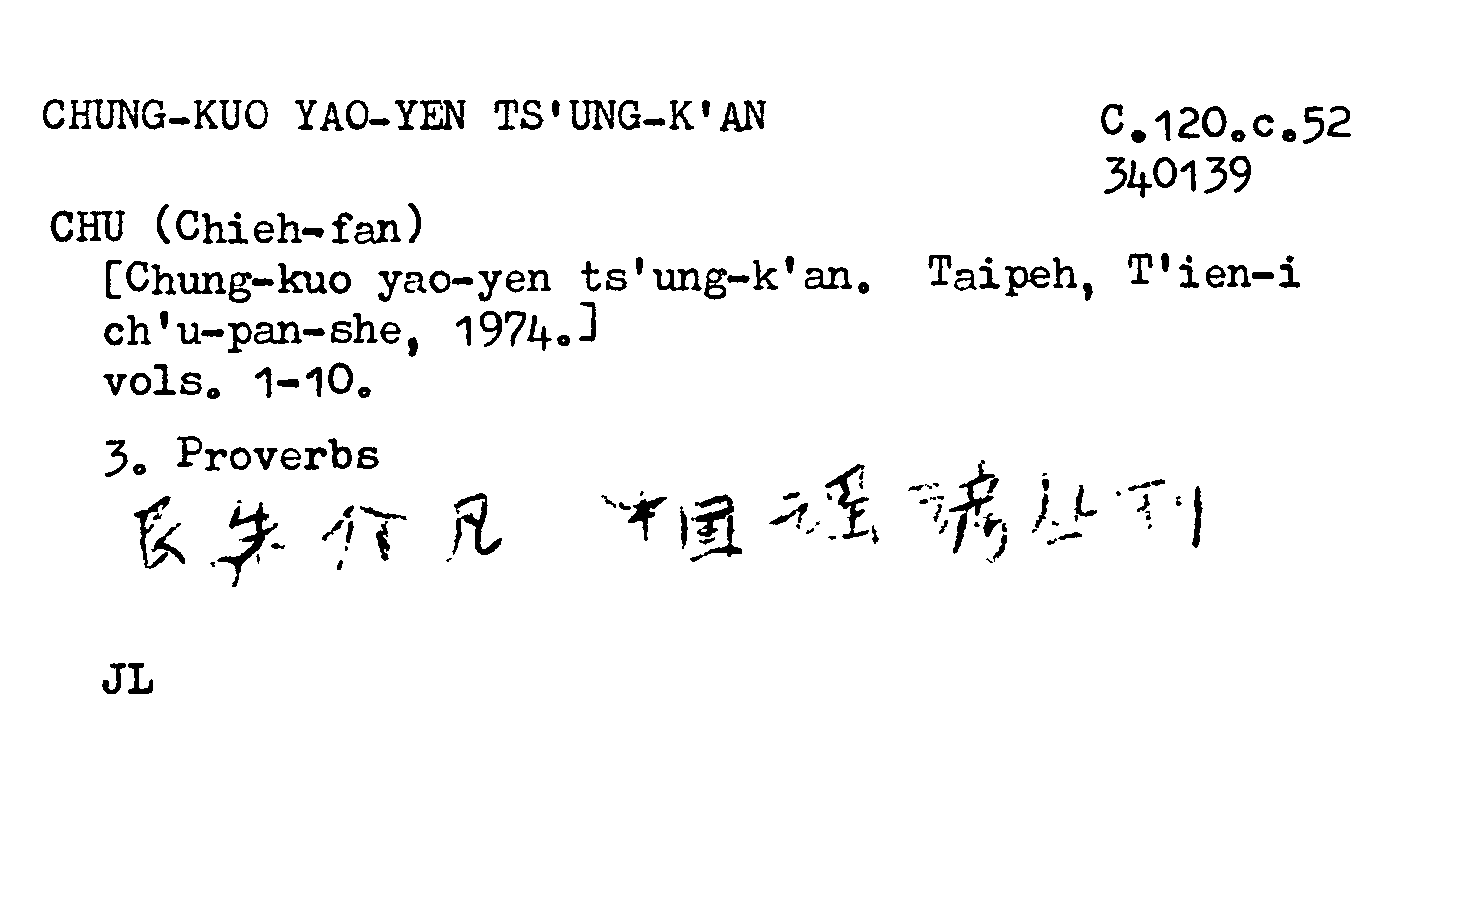 CHUNG-KUO YAO-YEN TS'UNG-K'AN
C.120.c.52
340139
CHU (Chieh-fan)
[Chung-kuo yao-yen ts'ung-k'an. Taipeh, T'ien-i
ch'u-pan-she, 1974.]
vols. 1-10.
3. Proverbs
朱介凡 中国谣谚丛刊
JL